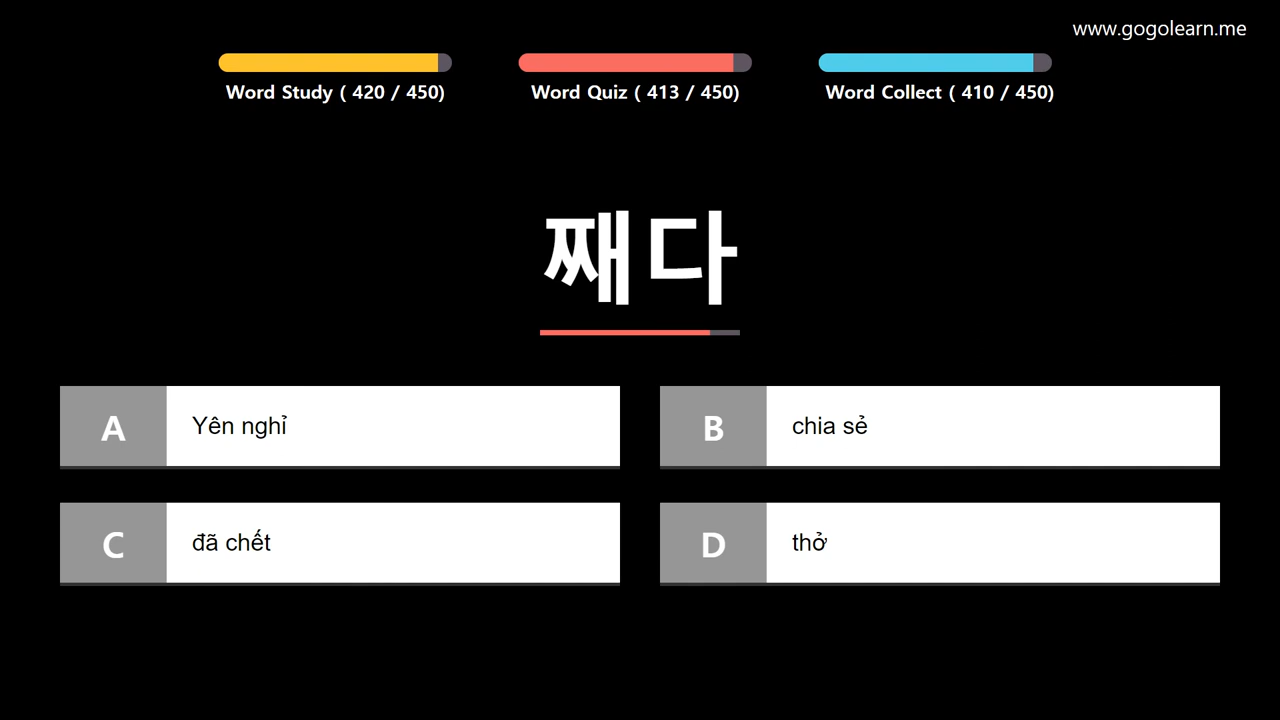 www.gogolearn.me
Word Study ( 420 / 450)
Word Quiz ( 413 / 450)
Word Collect ( 410 / 450)
째다
A
Yên nghỉ
B
chia sẻ
C
đã chết
D
thở